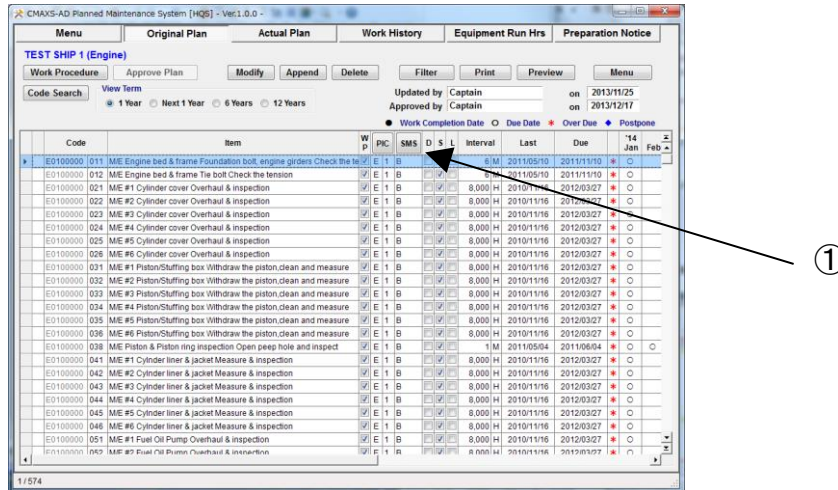 CMAXS-AD Planned Maintenance System [HQS] - Ver.1.0.0 -
Menu Original Plan Actual Plan Work History Equipment Run Hrs Preparation Notice
TEST SHIP 1 (Engine)
Work Procedure Approve Plan Modify Append Delete Filter Print Preview Menu
Code Search View Term Updated by Captain on 2013/11/25
1 Year Next 1 Year 6 Years 12 Years Approved by Captain on 2013/12/17
● Work Completion Date ○ Due Date * Over Due ◆ Postpone
Code Item W P PIC SMS D S L Interval Last Due '14 Jan Feb
E0100000 011 M/E Engine bed & frame Foundation bolt, engine girders Check the te E 1 B 6 M 2011/05/10 2011/11/10 * ○
E0100000 012 M/E Engine bed & frame Tie bolt Check the tension E 1 B 6 M 2011/05/10 2011/11/10 * ○
E0100000 021 M/E #1 Cylinder cover Overhaul & inspection E 1 B 8,000 H 2010/11/16 2012/03/27 * ○
E0100000 022 M/E #2 Cylinder cover Overhaul & inspection E 1 B 8,000 H 2010/11/16 2012/03/27 * ○
E0100000 023 M/E #3 Cylinder cover Overhaul & inspection E 1 B 8,000 H 2010/11/16 2012/03/27 * ○
E0100000 024 M/E #4 Cylinder cover Overhaul & inspection E 1 B 8,000 H 2010/11/16 2012/03/27 * ○
E0100000 025 M/E #5 Cylinder cover Overhaul & inspection E 1 B 8,000 H 2010/11/16 2012/03/27 * ○
E0100000 026 M/E #6 Cylinder cover Overhaul & inspection E 1 B 8,000 H 2010/11/16 2012/03/27 * ○
E0100000 031 M/E #1 Piston/Stuffing box Withdraw the piston,clean and measure E 1 B 8,000 H 2010/11/16 2012/03/27 * ○
E0100000 032 M/E #2 Piston/Stuffing box Withdraw the piston,clean and measure E 1 B 8,000 H 2010/11/16 2012/03/27 * ○
E0100000 033 M/E #3 Piston/Stuffing box Withdraw the piston,clean and measure E 1 B 8,000 H 2010/11/16 2012/03/27 * ○
E0100000 034 M/E #4 Piston/Stuffing box Withdraw the piston,clean and measure E 1 B 8,000 H 2010/11/16 2012/03/27 * ○
E0100000 035 M/E #5 Piston/Stuffing box Withdraw the piston,clean and measure E 1 B 8,000 H 2010/11/16 2012/03/27 * ○
E0100000 036 M/E #6 Piston/Stuffing box Withdraw the piston,clean and measure E 1 B 8,000 H 2010/11/16 2012/03/27 * ○
E0100000 038 M/E Piston & Piston ring inspection Open peep hole and inspect E 1 B 1 M 2011/05/04 2011/06/04 * ○ ○
E0100000 041 M/E #1 Cylnder liner & jacket Measure & inspection E 1 B 8,000 H 2010/11/16 2012/03/27 * ○
E0100000 042 M/E #2 Cylnder liner & jacket Measure & inspection E 1 B 8,000 H 2010/11/16 2012/03/27 * ○
E0100000 043 M/E #3 Cylnder liner & jacket Measure & inspection E 1 B 8,000 H 2010/11/16 2012/03/27 * ○
E0100000 044 M/E #4 Cylnder liner & jacket Measure & inspection E 1 B 8,000 H 2010/11/16 2012/03/27 * ○
E0100000 045 M/E #5 Cylnder liner & jacket Measure & inspection E 1 B 8,000 H 2010/11/16 2012/03/27 * ○
E0100000 046 M/E #6 Cylnder liner & jacket Measure & inspection E 1 B 8,000 H 2010/11/16 2012/03/27 * ○
E0100000 051 M/E #1 Fuel Oil Pump Overhaul & inspection E 1 B 8,000 H 2010/11/16 2012/03/27 * ○
E0100000 052 M/E #2 Fuel Oil Pump Overhaul & inspection E 1 B 8,000 H 2010/11/16 2012/03/27 * ○
1 / 574
①